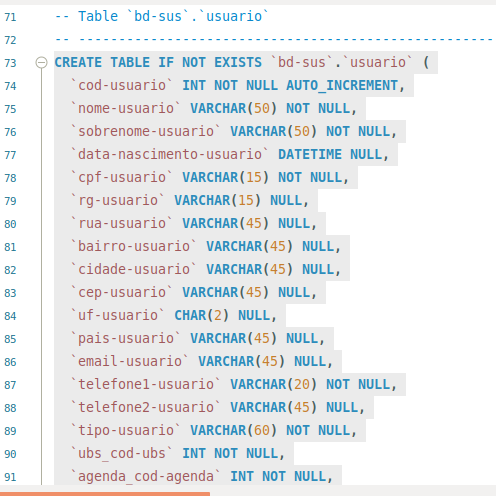 71 -- Table `bd-sus`.`usuario`
72 -- -----------------------------------------------------
73 CREATE TABLE IF NOT EXISTS `bd-sus`.`usuario` (
74 `cod-usuario` INT NOT NULL AUTO_INCREMENT,
75 `nome-usuario` VARCHAR(50) NOT NULL,
76 `sobrenome-usuario` VARCHAR(50) NOT NULL,
77 `data-nascimento-usuario` DATETIME NULL,
78 `cpf-usuario` VARCHAR(15) NOT NULL,
79 `rg-usuario` VARCHAR(15) NULL,
80 `rua-usuario` VARCHAR(45) NULL,
81 `bairro-usuario` VARCHAR(45) NULL,
82 `cidade-usuario` VARCHAR(45) NULL,
83 `cep-usuario` VARCHAR(45) NULL,
84 `uf-usuario` CHAR(2) NULL,
85 `pais-usuario` VARCHAR(45) NULL,
86 `email-usuario` VARCHAR(45) NULL,
87 `telefone1-usuario` VARCHAR(20) NOT NULL,
88 `telefone2-usuario` VARCHAR(45) NULL,
89 `tipo-usuario` VARCHAR(60) NOT NULL,
90 `ubs_cod-ubs` INT NOT NULL,
91 `agenda_cod-agenda` INT NOT NULL,